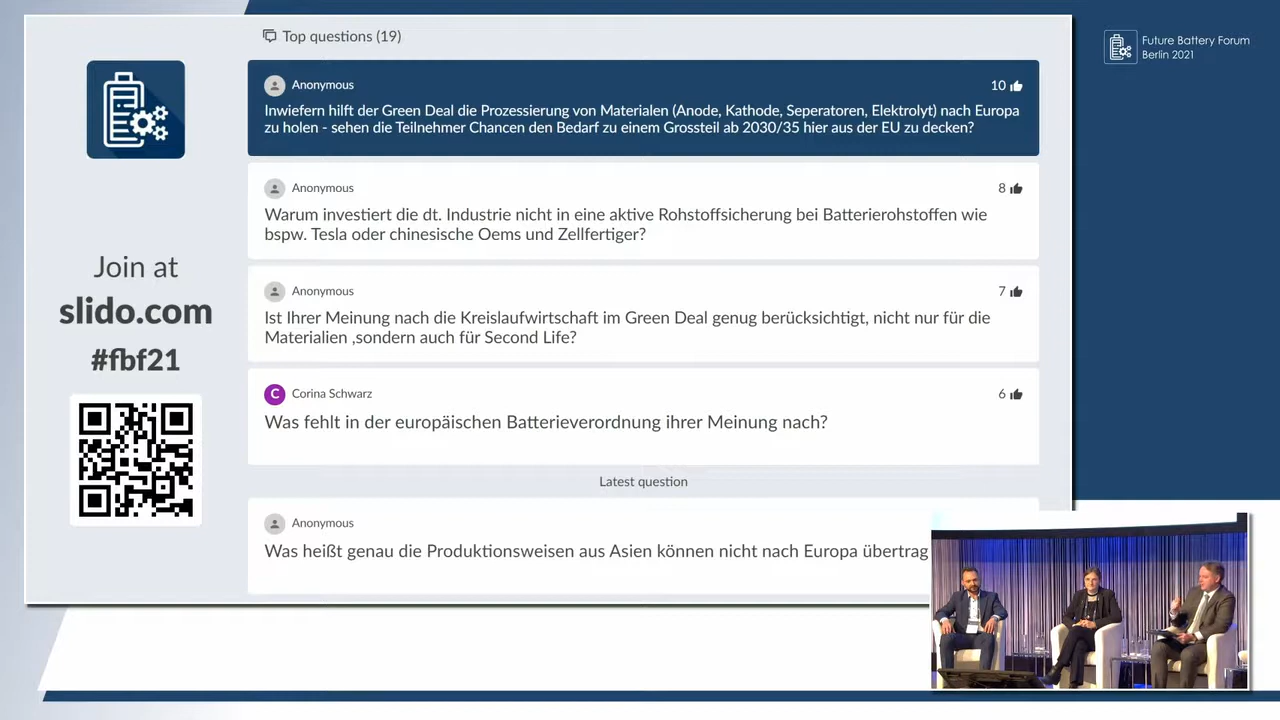 Top questions (19)
Anonymous
10
Inwiefern hilft der Green Deal die Prozessierung von Materialen (Anode, Kathode, Seperatoren, Elektrolyt) nach Europa
zu holen - sehen die Teilnehmer Chancen den Bedarf zu einem Grossteil ab 2030/35 hier aus der EU zu decken?
Anonymous
8
Warum investiert die dt. Industrie nicht in eine aktive Rohstoffsicherung bei Batterierohstoffen wie
bspw. Tesla oder chinesische Oems und Zellfertiger?
Anonymous
7
Ist Ihrer Meinung nach die Kreislaufwirtschaft im Green Deal genug berücksichtigt, nicht nur für die
Materialien ,sondern auch für Second Life?
C
Corina Schwarz
6
Was fehlt in der europäischen Batterieverordnung ihrer Meinung nach?
Latest question
Anonymous
Was heißt genau die Produktionsweisen aus Asien können nicht nach Europa übertrag
Join at
slido.com
#fbf21
Future Battery Forum
Berlin 2021